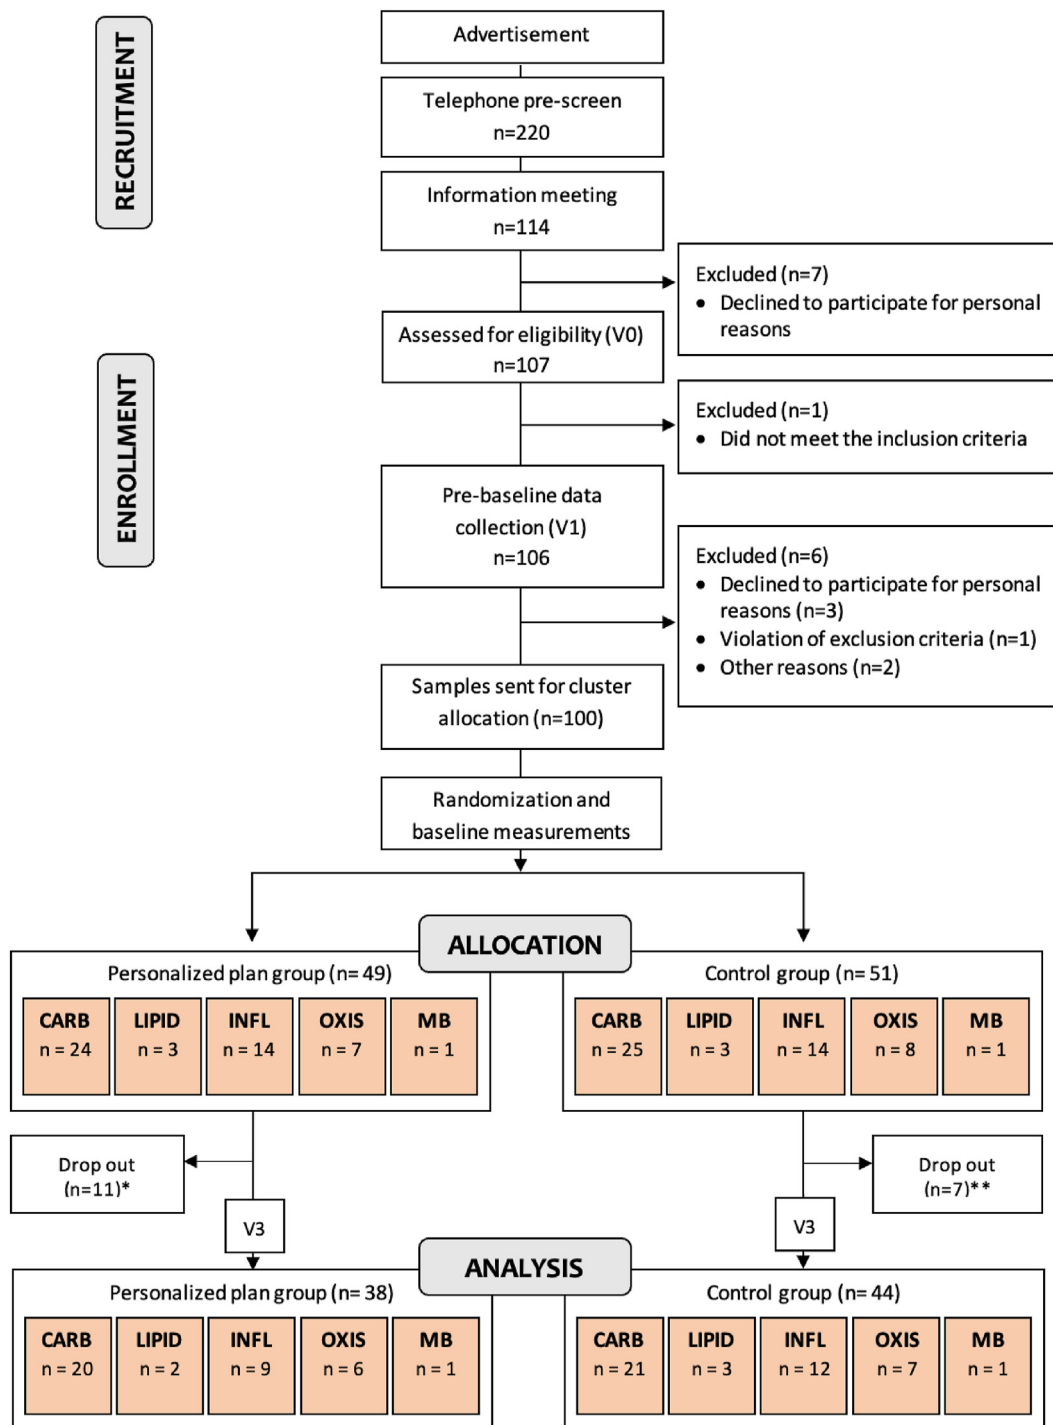 RECRUITMENT
Advertisement
Telephone pre-screen
n=220
Information meeting
n=114
Excluded (n=7)
• Declined to participate for personal
reasons
ENROLLMENT
Assessed for eligibility (V0)
n=107
Excluded (n=1)
• Did not meet the inclusion criteria
Pre-baseline data
collection (V1)
n=106
Excluded (n=6)
• Declined to participate for personal
reasons (n=3)
• Violation of exclusion criteria (n=1)
• Other reasons (n=2)
Samples sent for cluster
allocation (n=100)
Randomization and
baseline measurements
ALLOCATION
Personalized plan group (n= 49)
CARB
n = 24
LIPID
n = 3
INFL
n = 14
OXIS
n = 7
MB
n = 1
Control group (n= 51)
CARB
n = 25
LIPID
n = 3
INFL
n = 14
OXIS
n = 8
MB
n = 1
Drop out
(n=11)*
V3
Drop out
(n=7)**
V3
ANALYSIS
Personalized plan group (n= 38)
CARB
n = 20
LIPID
n = 2
INFL
n = 9
OXIS
n = 6
MB
n = 1
Control group (n= 44)
CARB
n = 21
LIPID
n = 3
INFL
n = 12
OXIS
n = 7
MB
n = 1